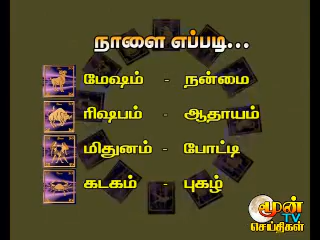 நாளை எப்படி...
மேஷம் - நன்மை
ரிஷபம் - ஆதாயம்
மிதுனம் - போட்டி
கடகம் - புகழ்
மூன்
TV
செய்திகள்